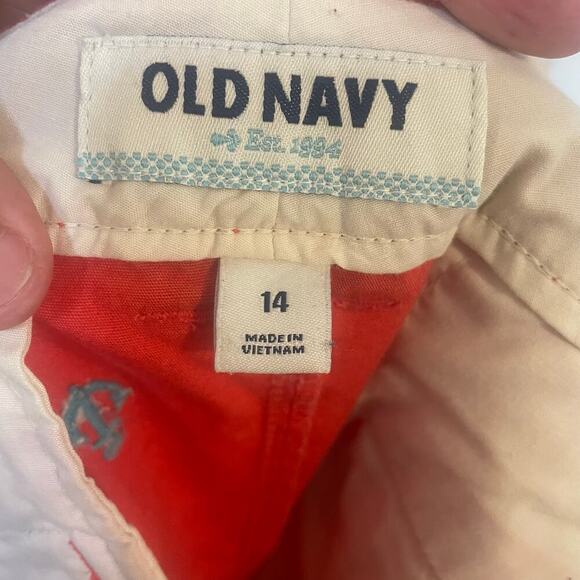 OLD NAVY
Est. 1994
14
MADE IN
VIETNAM